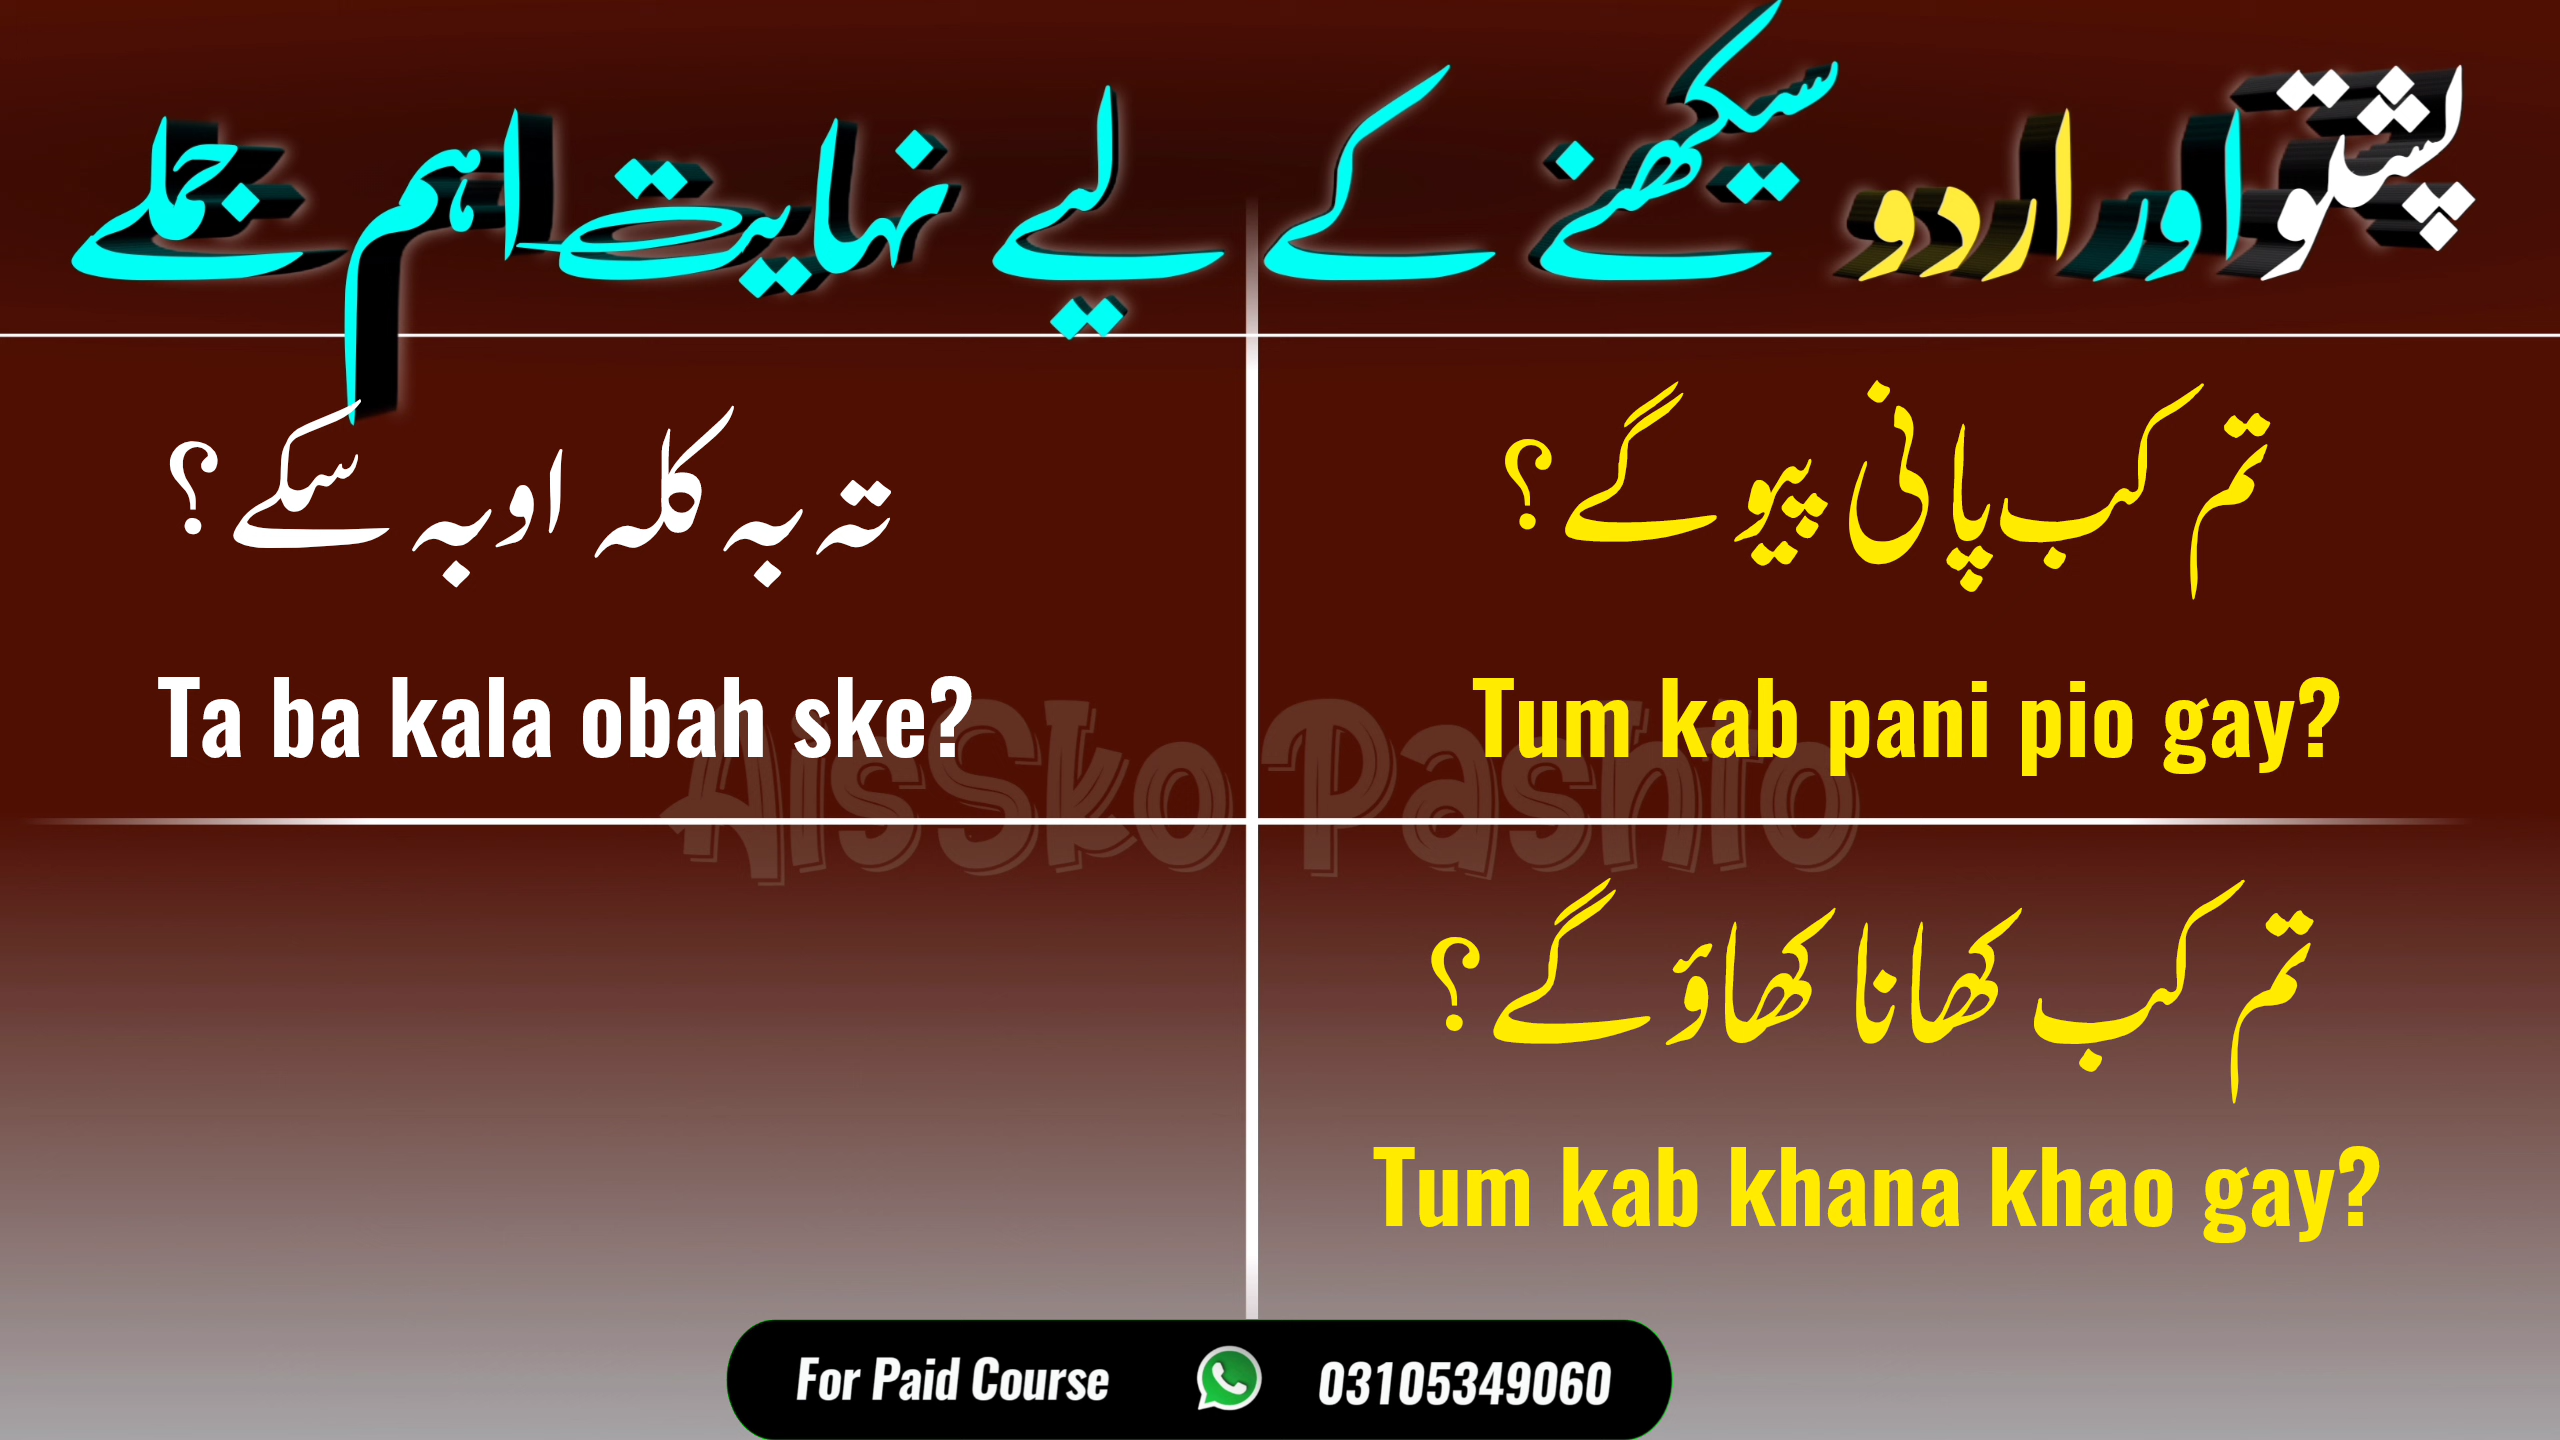 پشتو اور اردو سیکھنے کے لیے نہایت اہم جملے
تم کب پانی پیو گے؟
تہ بہ کلہ اوبہ سکے؟
Tum kab pani pio gay?
Ta ba kala obah ske?
AisSko Pashto
تم کب کھانا کھاؤ گے؟
Tum kab khana khao gay?
For Paid Course 03105349060